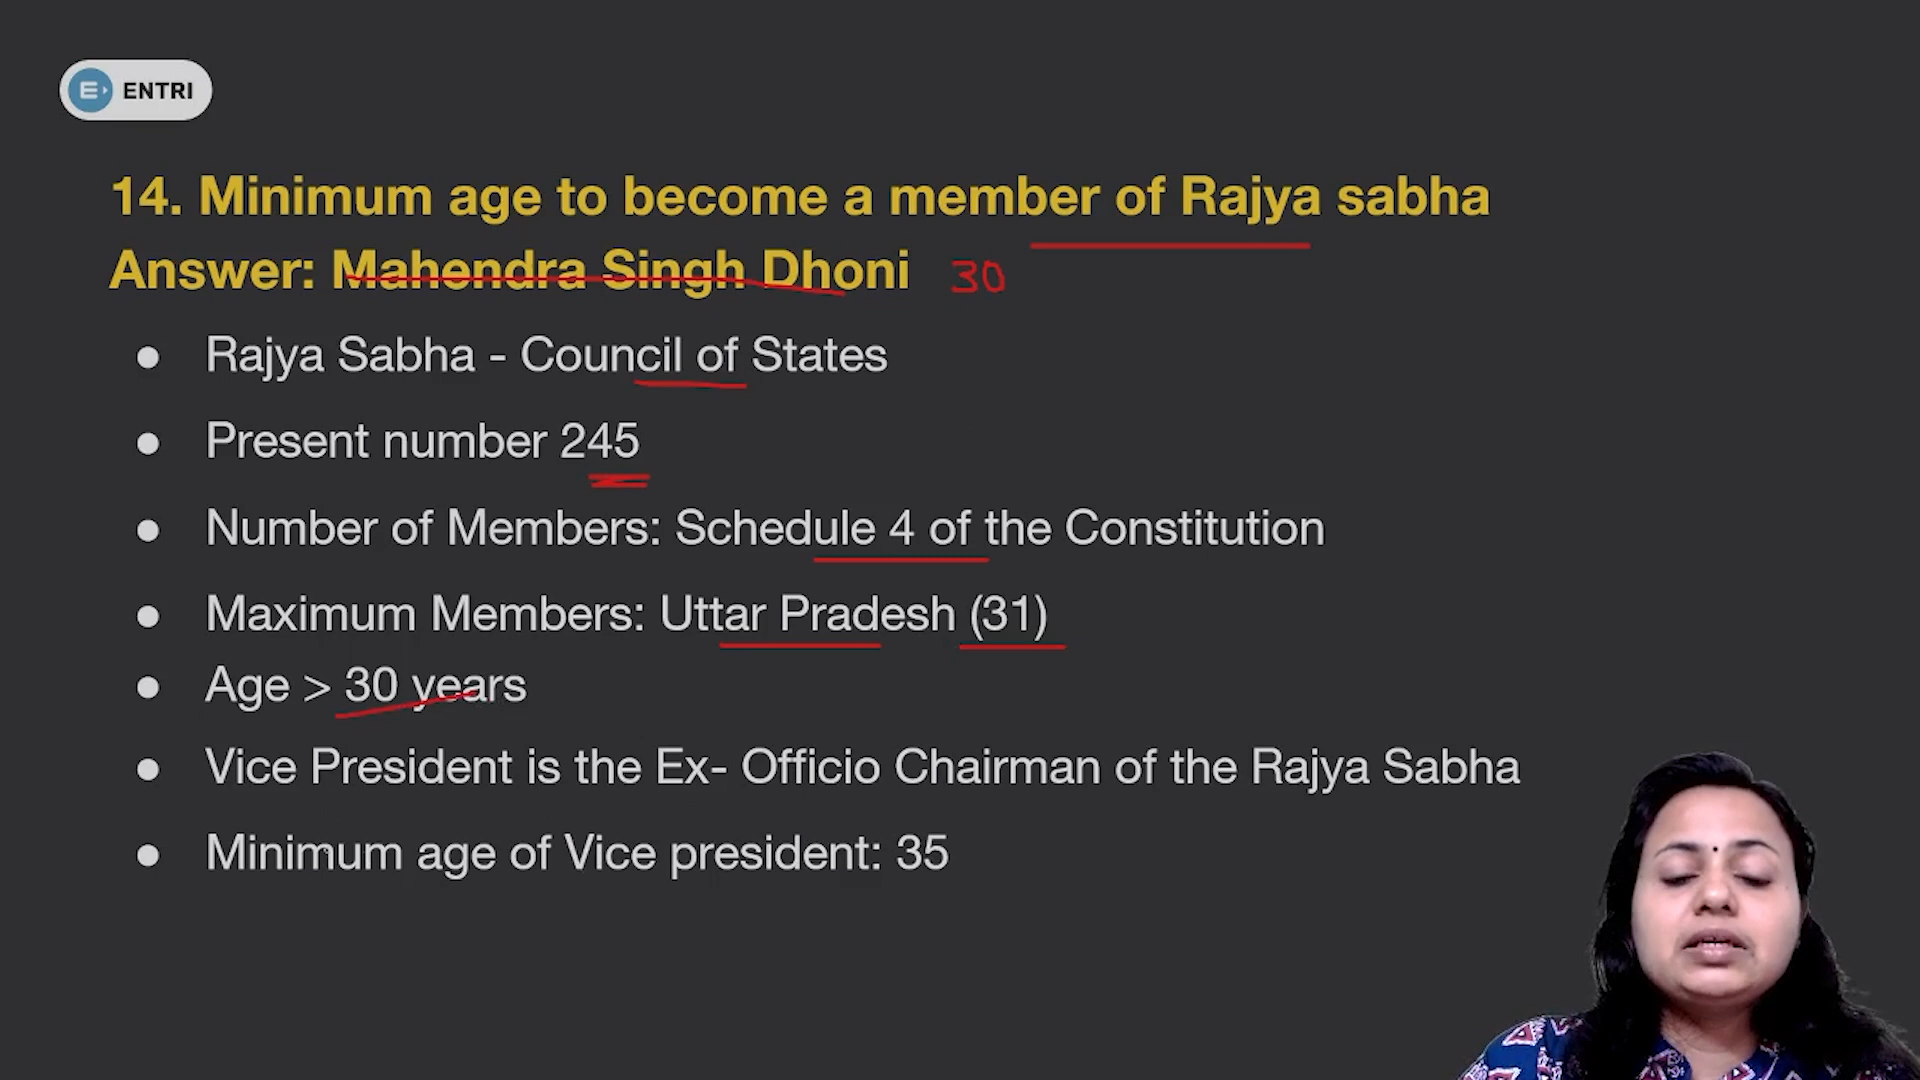 ENTRI
14. Minimum age to become a member of Rajya sabha
Answer: Mahendra Singh Dhoni 30
● Rajya Sabha - Council of States
● Present number 245
● Number of Members: Schedule 4 of the Constitution
● Maximum Members: Uttar Pradesh (31)
● Age > 30 years
● Vice President is the Ex- Officio Chairman of the Rajya Sabha
● Minimum age of Vice president: 35